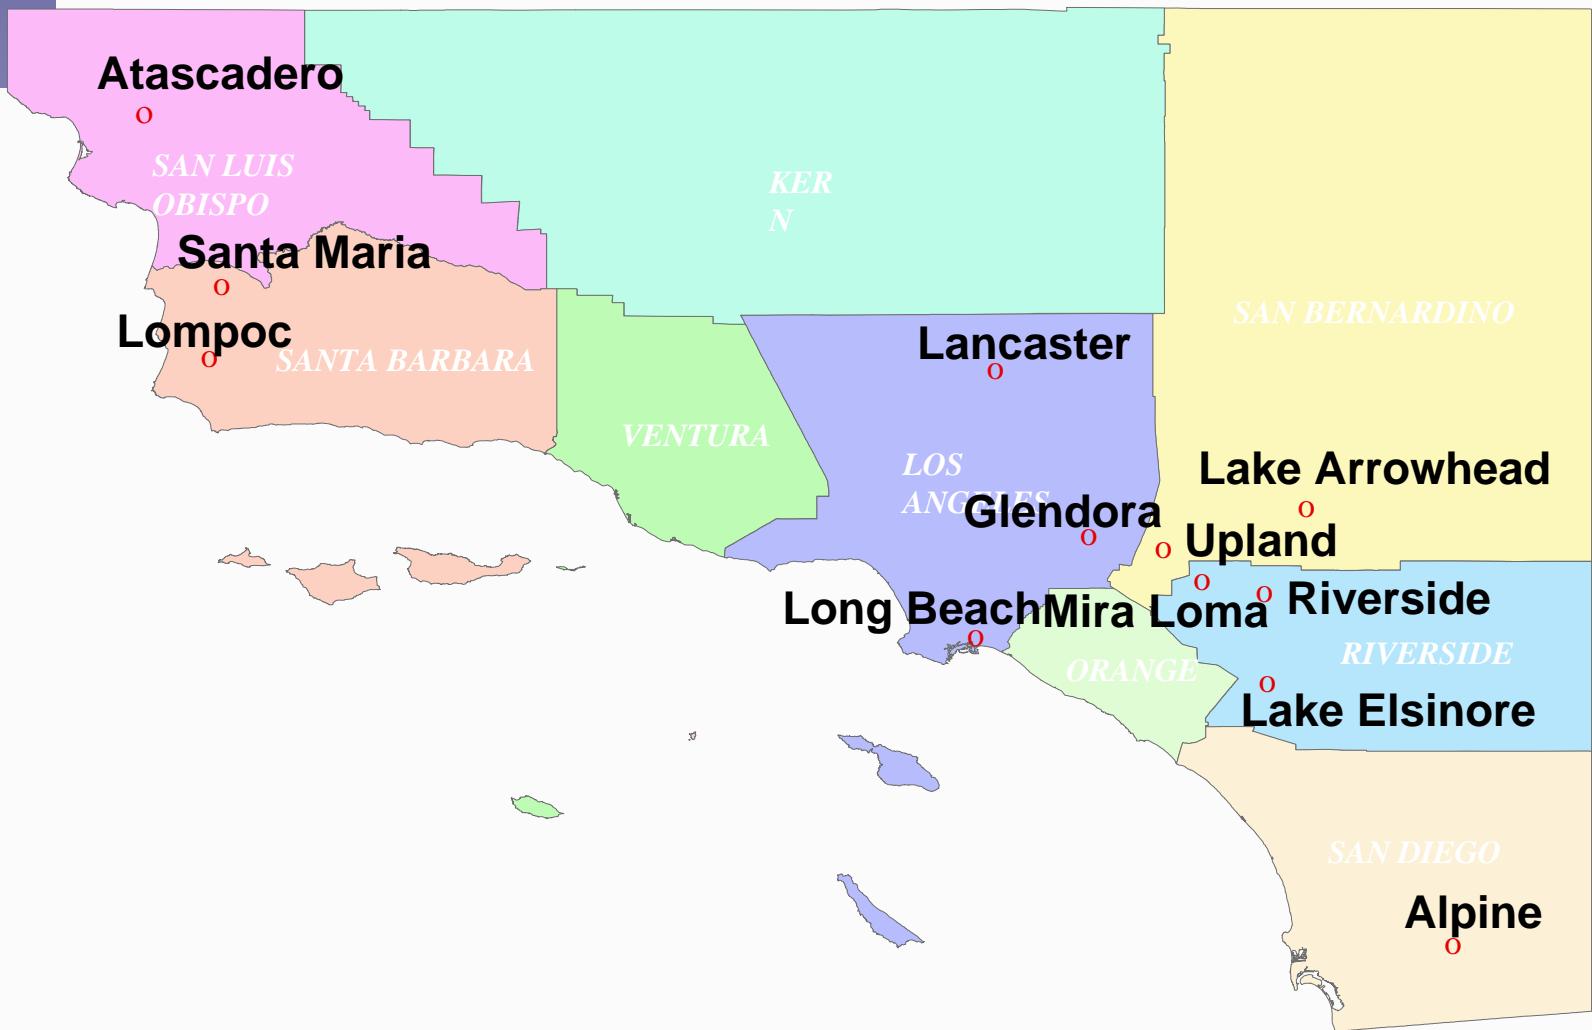 Atascadero
o
SAN LUIS
OBISPO
KER
N
Santa Maria
o
Lompoc
o
SANTA BARBARA
SAN BERNARDINO
Lancaster
o
VENTURA
LOS
ANGELES
Lake Arrowhead
o
Glendora
o
o Upland
o
o Riverside
Long Beach
o
Mira Loma
RIVERSIDE
ORANGE
o
Lake Elsinore
SAN DIEGO
Alpine
o